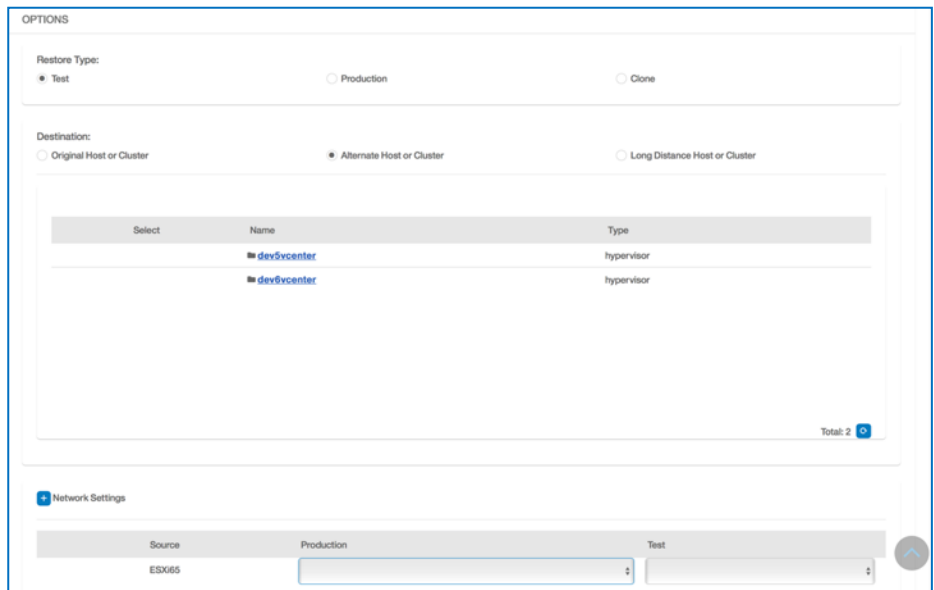 OPTIONS
Restore Type:
Test Production Clone
Destination:
Original Host or Cluster Alternate Host or Cluster Long Distance Host or Cluster
Select Name Type
dev5vcenter hypervisor
dev6vcenter hypervisor
Total: 2
Network Settings
Source Production Test
ESXi65